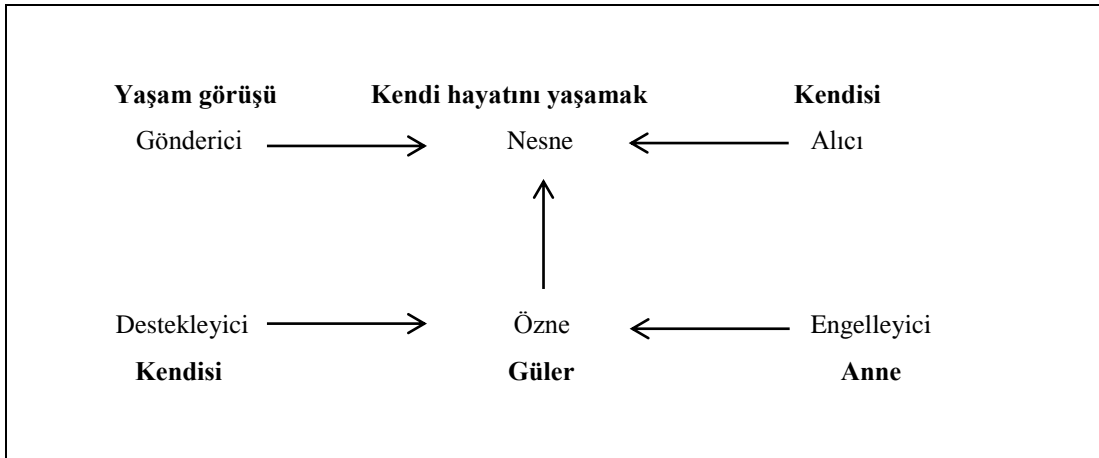 Yaşam görüşü Kendi hayatını yaşamak Kendisi
Gönderici Nesne Alıcı
Destekleyici Özne Engelleyici
Kendisi Güler Anne